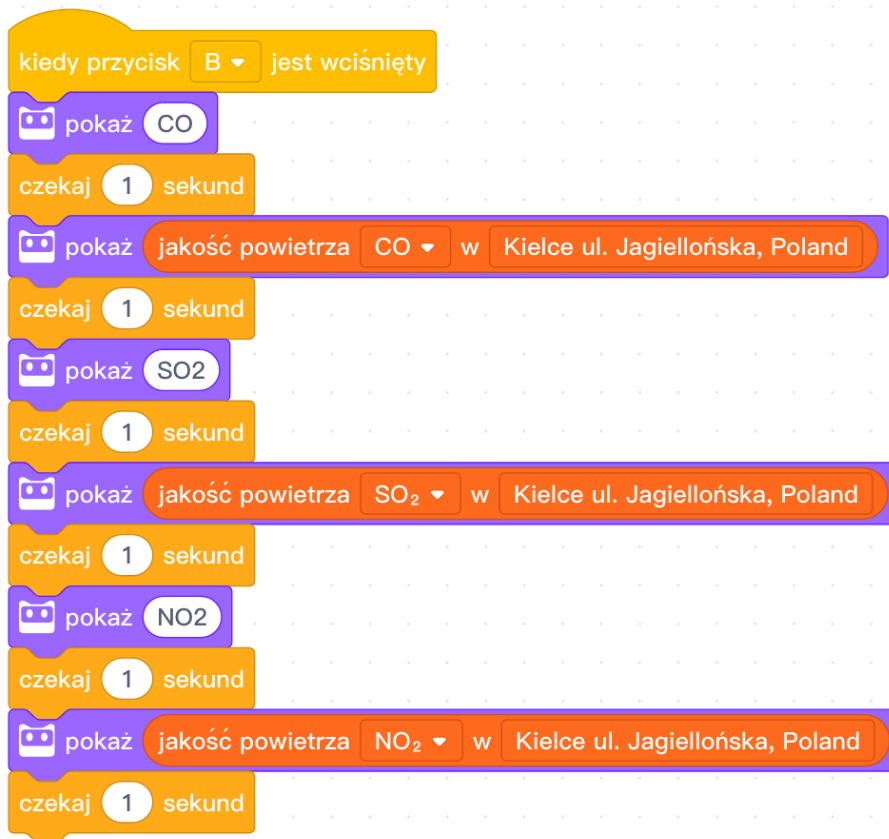 kiedy przycisk B jest wciśnięty
pokaż CO
czekaj 1 sekund
pokaż jakość powietrza CO w Kielce ul. Jagiellońska, Poland
czekaj 1 sekund
pokaż SO2
czekaj 1 sekund
pokaż jakość powietrza SO₂ w Kielce ul. Jagiellońska, Poland
czekaj 1 sekund
pokaż NO2
czekaj 1 sekund
pokaż jakość powietrza NO₂ w Kielce ul. Jagiellońska, Poland
czekaj 1 sekund